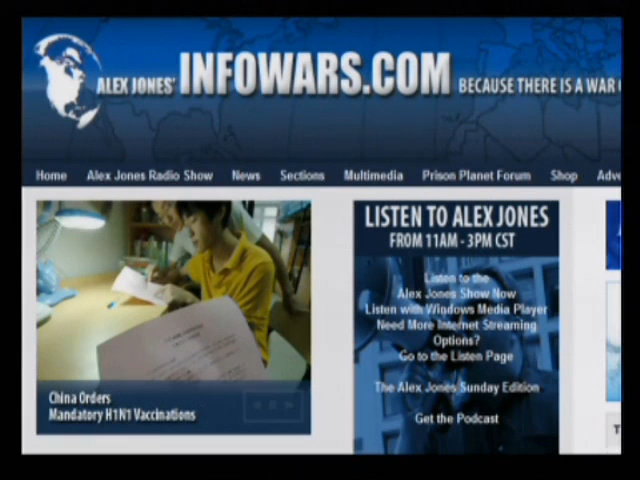 ALEX JONES' INFOWARS.COM BECAUSE THERE IS A WAR
Home Alex Jones Radio Show News Sections Multimedia Prison Planet Forum Shop
LISTEN TO ALEX JONES
FROM 11AM - 3PM CST
Listen to the
Alex Jones Show Now
Listen with Windows Media Player
Need More Internet Streaming
Options?
Go to the Listen Page
The Alex Jones Sunday Edition
Get the Podcast
China Orders
Mandatory H1N1 Vaccinations